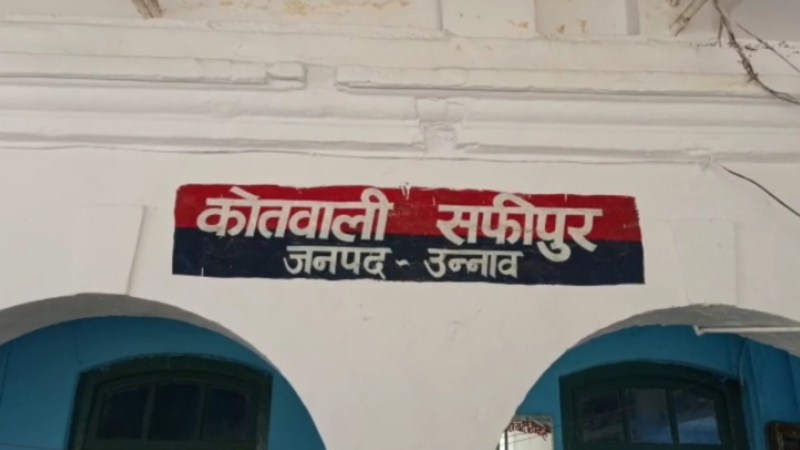 कोतवाली सफीपुर
जनपद - उन्नाव